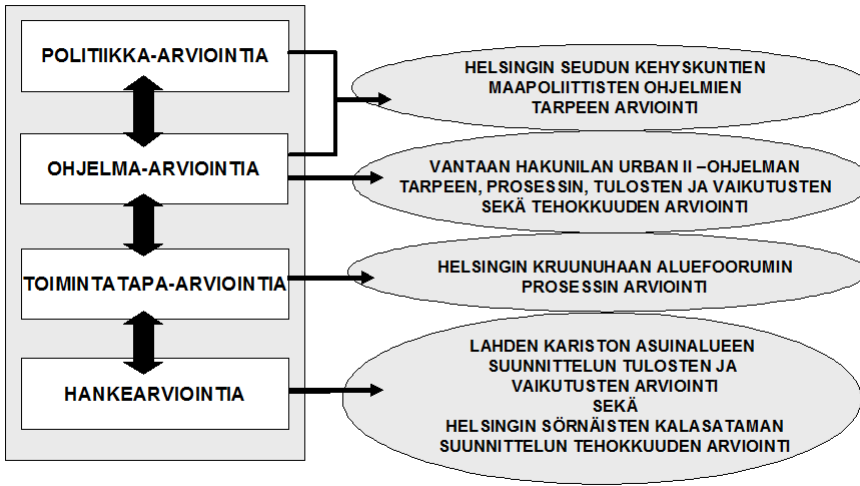 POLITIIKKA-ARVIOINTIA
OHJELMA-ARVIOINTIA
TOIMINTATAPA-ARVIOINTIA
HANKEARVIOINTIA
HELSINGIN SEUDUN KEHYSKUNTIEN
MAAPOLIITTISTEN OHJELMIEN
TARPEEN ARVIOINTI
VANTAAN HAKUNILAN URBAN II –OHJELMAN
TARPEEN, PROSESSIN, TULOSTEN JA VAIKUTUSTEN
SEKÄ TEHOKKUUDEN ARVIOINTI
HELSINGIN KRUUNUHAAN ALUEFOORUMIN
PROSESSIN ARVIOINTI
LAHDEN KARISTON ASUINALUEEN
SUUNNITTELUN TULOSTEN JA
VAIKUTUSTEN ARVIOINTI
SEKÄ
HELSINGIN SÖRNÄISTEN KALASATAMAN
SUUNNITTELUN TEHOKKUUDEN ARVIOINTI